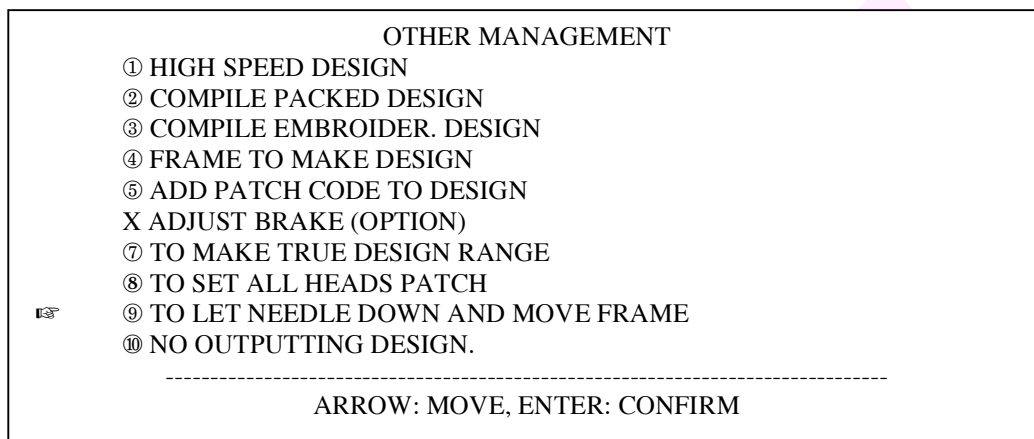 OTHER MANAGEMENT
① HIGH SPEED DESIGN
② COMPILE PACKED DESIGN
③ COMPILE EMBROIDER. DESIGN
④ FRAME TO MAKE DESIGN
⑤ ADD PATCH CODE TO DESIGN
X ADJUST BRAKE (OPTION)
⑦ TO MAKE TRUE DESIGN RANGE
⑧ TO SET ALL HEADS PATCH
☞ ⑨ TO LET NEEDLE DOWN AND MOVE FRAME
⑩ NO OUTPUTTING DESIGN.
--------------------------------------------------------------------------------
ARROW: MOVE, ENTER: CONFIRM